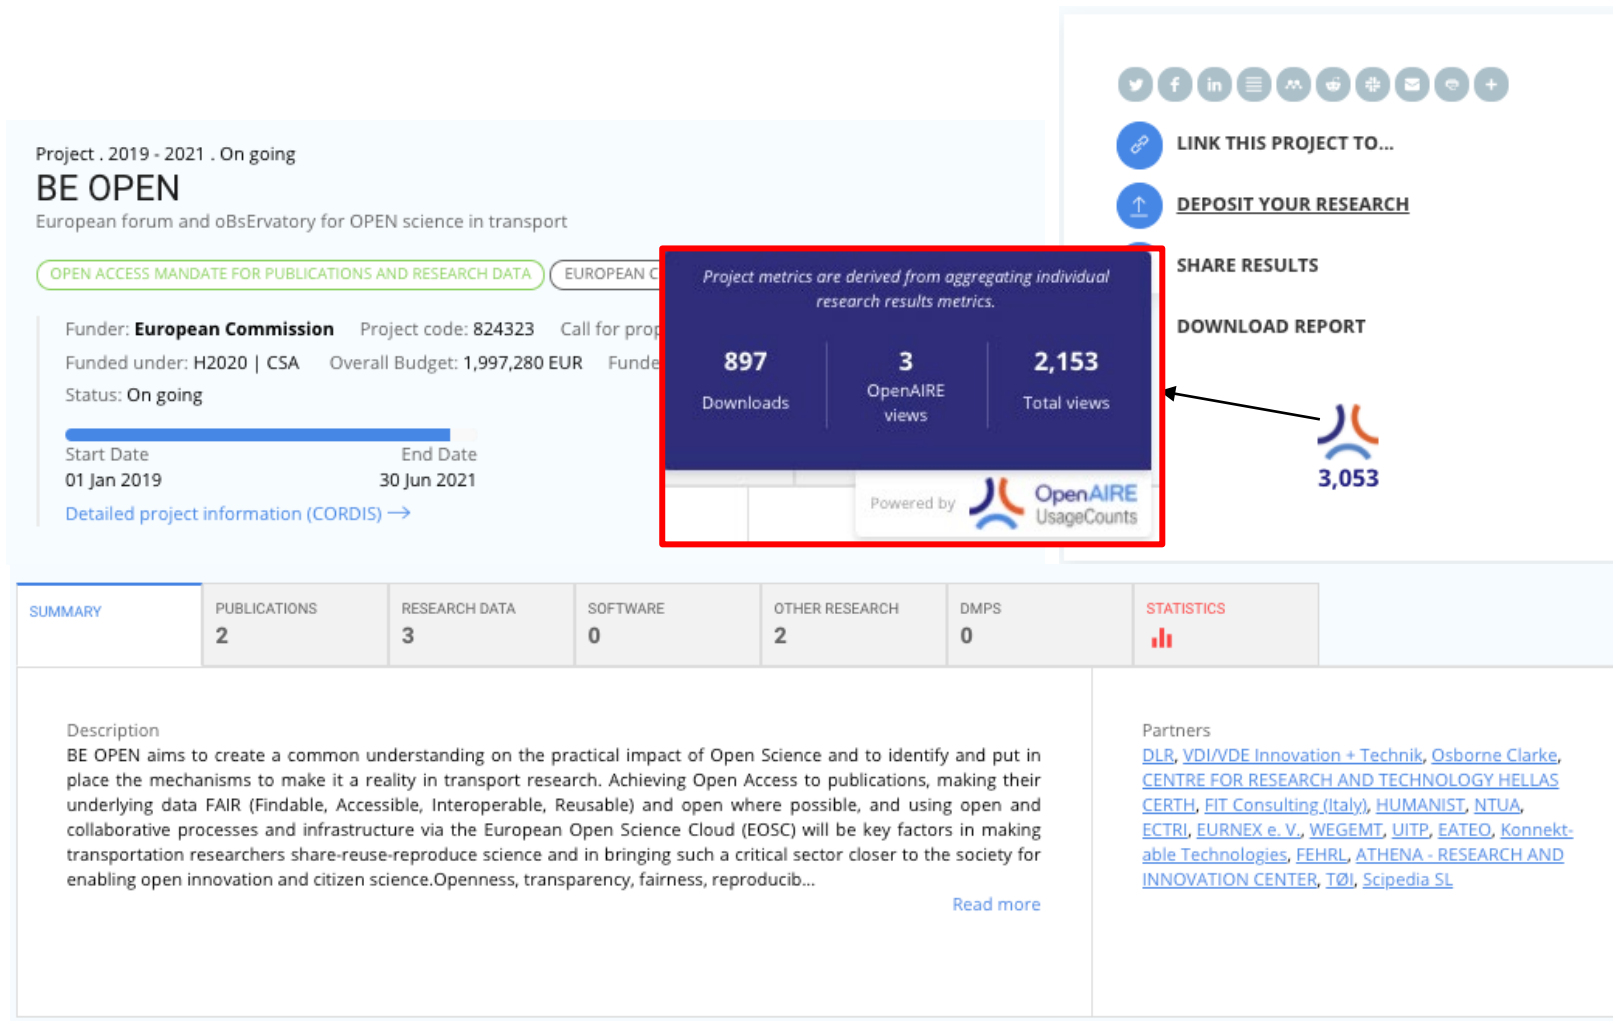 Project . 2019 - 2021 . On going
BE OPEN
European forum and oBsErvatory for OPEN science in transport
OPEN ACCESS MANDATE FOR PUBLICATIONS AND RESEARCH DATA
EUROPEAN C
Funder: European Commission Project code: 824323 Call for prop
Funded under: H2020 | CSA Overall Budget: 1,997,280 EUR Funde
Status: On going
Start Date End Date
01 Jan 2019 30 Jun 2021
Detailed project information (CORDIS) →
Project metrics are derived from aggregating individual
research results metrics.
897 3 2,153
Downloads OpenAIRE Total views
views
Powered by OpenAIRE
UsageCounts
LINK THIS PROJECT TO...
DEPOSIT YOUR RESEARCH
SHARE RESULTS
DOWNLOAD REPORT
3,053
SUMMARY PUBLICATIONS RESEARCH DATA SOFTWARE OTHER RESEARCH DMPS STATISTICS
2 3 0 2 0
Description
BE OPEN aims to create a common understanding on the practical impact of Open Science and to identify and put in
place the mechanisms to make it a reality in transport research. Achieving Open Access to publications, making their
underlying data FAIR (Findable, Accessible, Interoperable, Reusable) and open where possible, and using open and
collaborative processes and infrastructure via the European Open Science Cloud (EOSC) will be key factors in making
transportation researchers share-reuse-reproduce science and in bringing such a critical sector closer to the society for
enabling open innovation and citizen science.Openness, transparency, fairness, reproducib...
Read more
Partners
DLR, VDI/VDE Innovation + Technik, Osborne Clarke,
CENTRE FOR RESEARCH AND TECHNOLOGY HELLAS
CERTH, FIT Consulting (Italy), HUMANIST, NTUA,
ECTRI, EURNEX e. V., WEGEMT, UITP, EATEO, Konnekt-
able Technologies, FEHRL, ATHENA - RESEARCH AND
INNOVATION CENTER, TØI, Scipedia SL